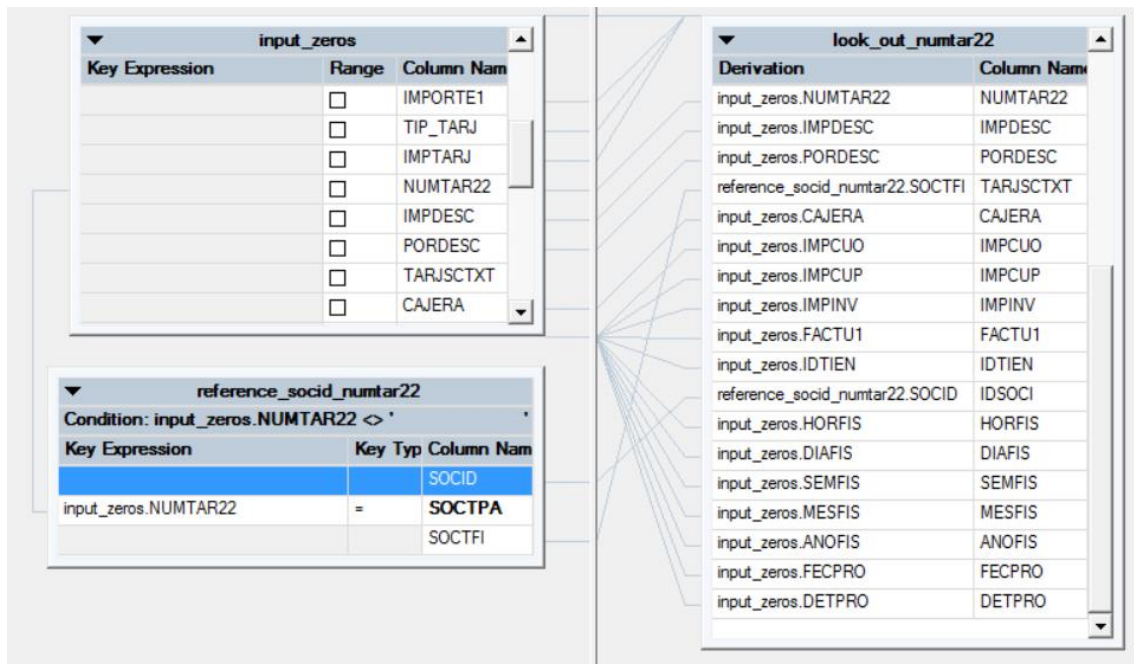 input_zeros
Key Expression Range Column Nam
IMPORTE1
TIP_TARJ
IMPTARJ
NUMTAR22
IMPDESC
PORDESC
TARJSCTXT
CAJERA
reference_socid_numtar22
Condition: input_zeros.NUMTAR22 <> ' '
Key Expression Key Typ Column Nam
SOCID
input_zeros.NUMTAR22 = SOCTPA
SOCTFI
look_out_numtar22
Derivation Column Name
input_zeros.NUMTAR22 NUMTAR22
input_zeros.IMPDESC IMPDESC
input_zeros.PORDESC PORDESC
reference_socid_numtar22.SOCTFI TARJSCTXT
input_zeros.CAJERA CAJERA
input_zeros.IMPCUO IMPCUO
input_zeros.IMPCUP IMPCUP
input_zeros.IMPINV IMPINV
input_zeros.FACTU1 FACTU1
input_zeros.IDTIEN IDTIEN
reference_socid_numtar22.SOCID IDSOCI
input_zeros.HORFIS HORFIS
input_zeros.DIAFIS DIAFIS
input_zeros.SEMFIS SEMFIS
input_zeros.MESFIS MESFIS
input_zeros.ANOFIS ANOFIS
input_zeros.FECPRO FECPRO
input_zeros.DETPRO DETPRO